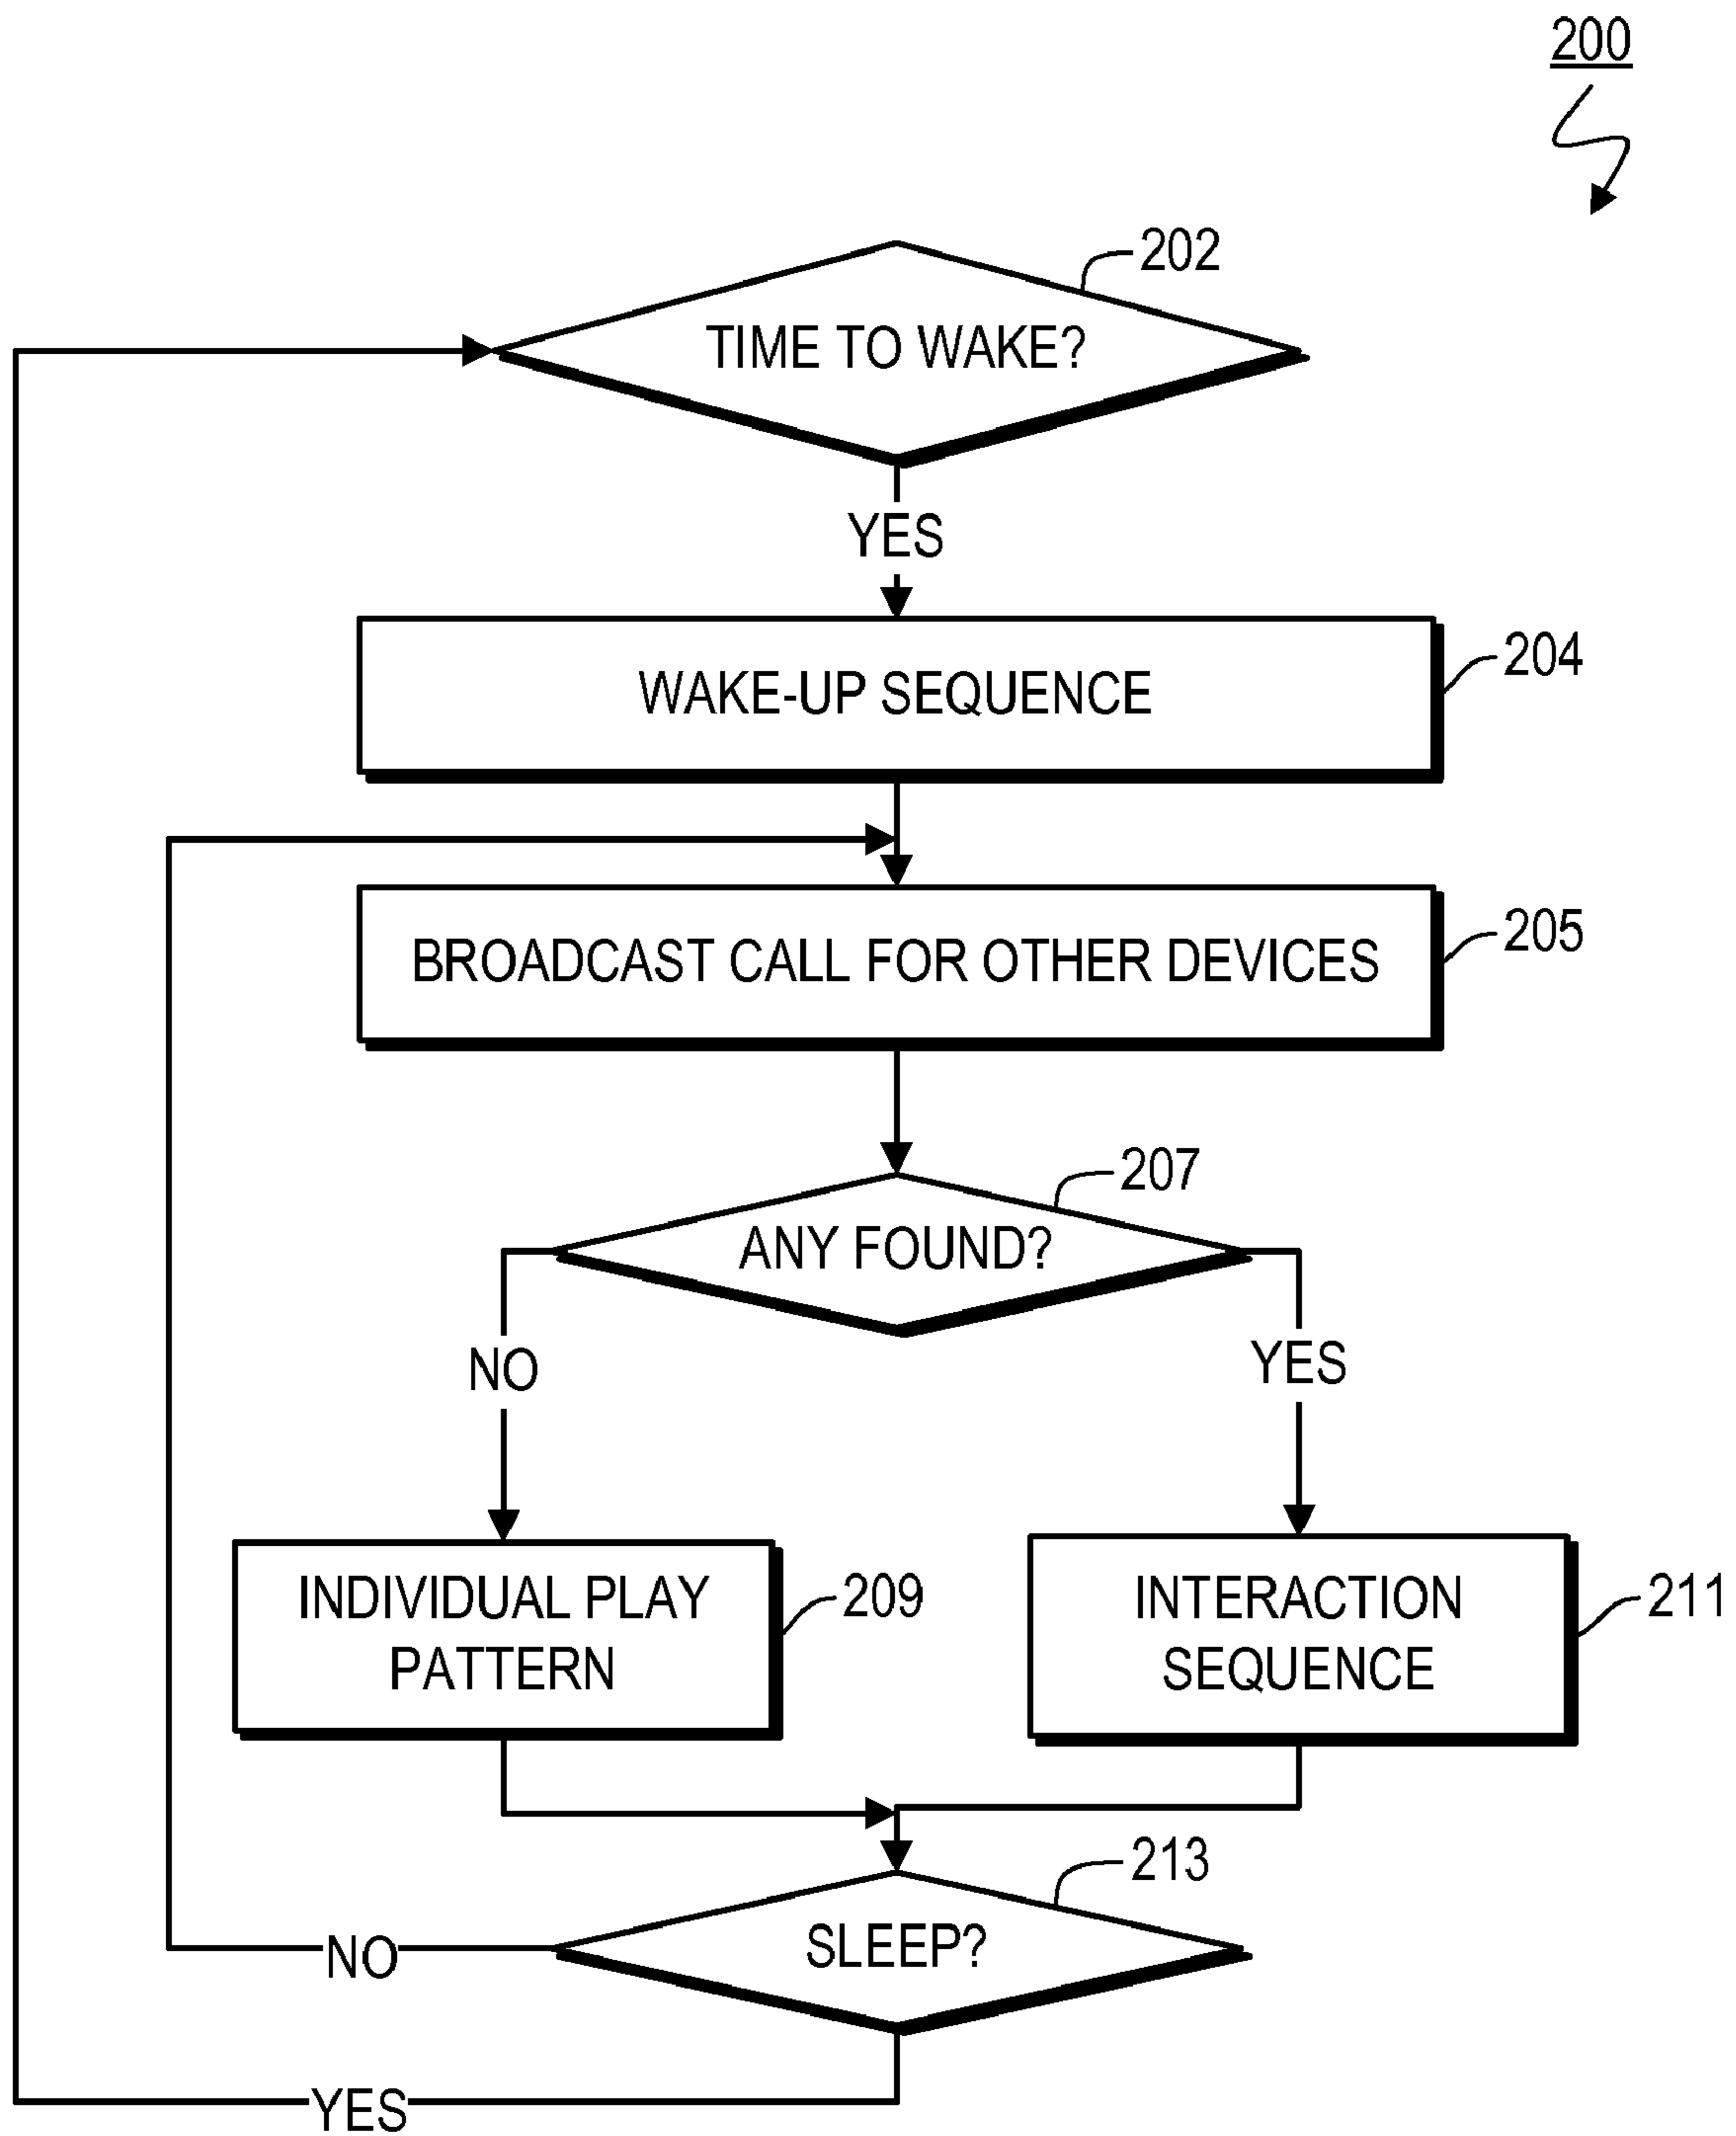 200
202
TIME TO WAKE?
YES
WAKE-UP SEQUENCE
204
BROADCAST CALL FOR OTHER DEVICES
205
207
ANY FOUND?
NO
YES
INDIVIDUAL PLAY
PATTERN
209
INTERACTION
SEQUENCE
211
213
SLEEP?
NO
YES